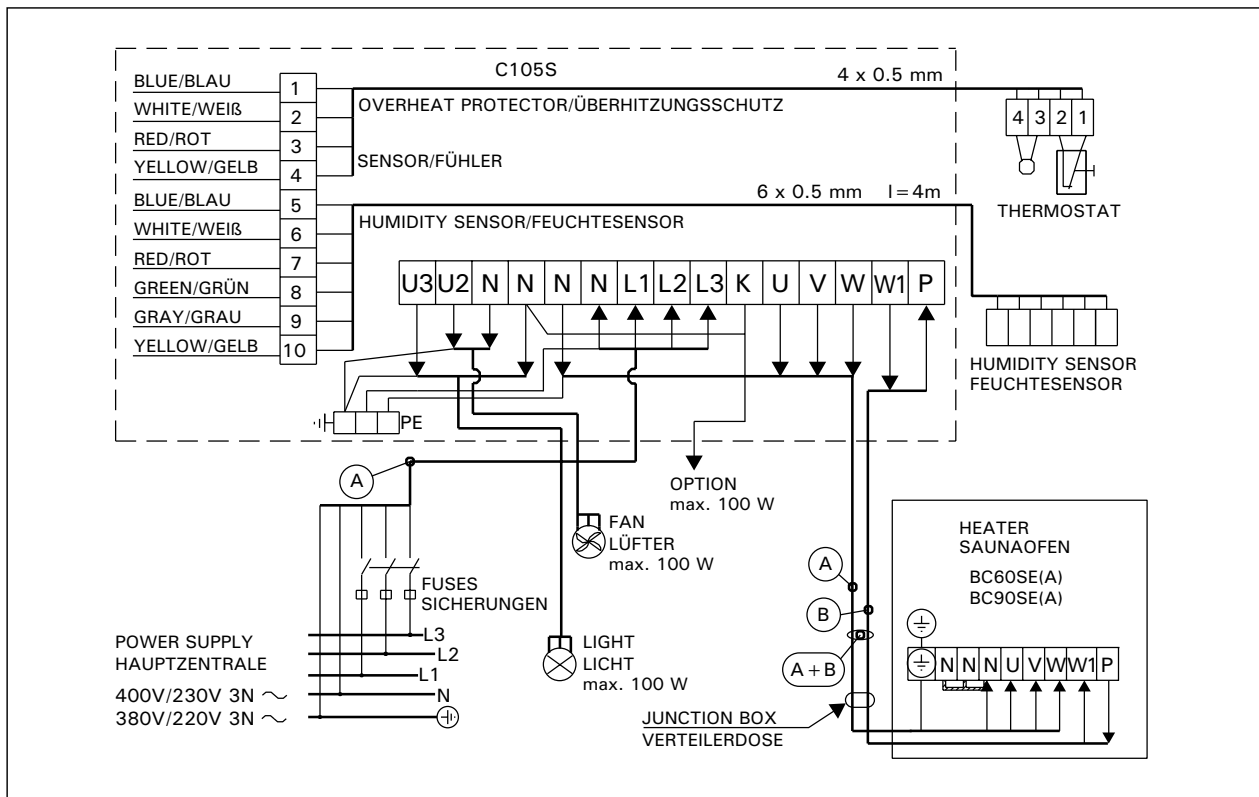 C105S
4 x 0.5 mm
BLUE/BLAU 1
WHITE/WEIß 2
RED/ROT 3
YELLOW/GELB 4
BLUE/BLAU 5
WHITE/WEIß 6
RED/ROT 7
GREEN/GRÜN 8
GRAY/GRAU 9
YELLOW/GELB 10
OVERHEAT PROTECTOR/ÜBERHITZUNGSSCHUTZ
SENSOR/FÜHLER
4 3 2 1
THERMOSTAT
6 x 0.5 mm l=4m
HUMIDITY SENSOR/FEUCHTESENSOR
U3 U2 N N N N L1 L2 L3 K U V W W1 P
HUMIDITY SENSOR
FEUCHTESENSOR
PE
A
OPTION
max. 100 W
FAN
LÜFTER
max. 100 W
FUSES
SICHERUNGEN
LIGHT
LICHT
max. 100 W
POWER SUPPLY
HAUPTZENTRALE
400V/230V 3N ~
380V/220V 3N ~
L3
L2
L1
N
A
B
A+B
JUNCTION BOX
VERTEILERDOSE
HEATER
SAUNAOFEN
BC60SE(A)
BC90SE(A)
N N N U V W W1 P